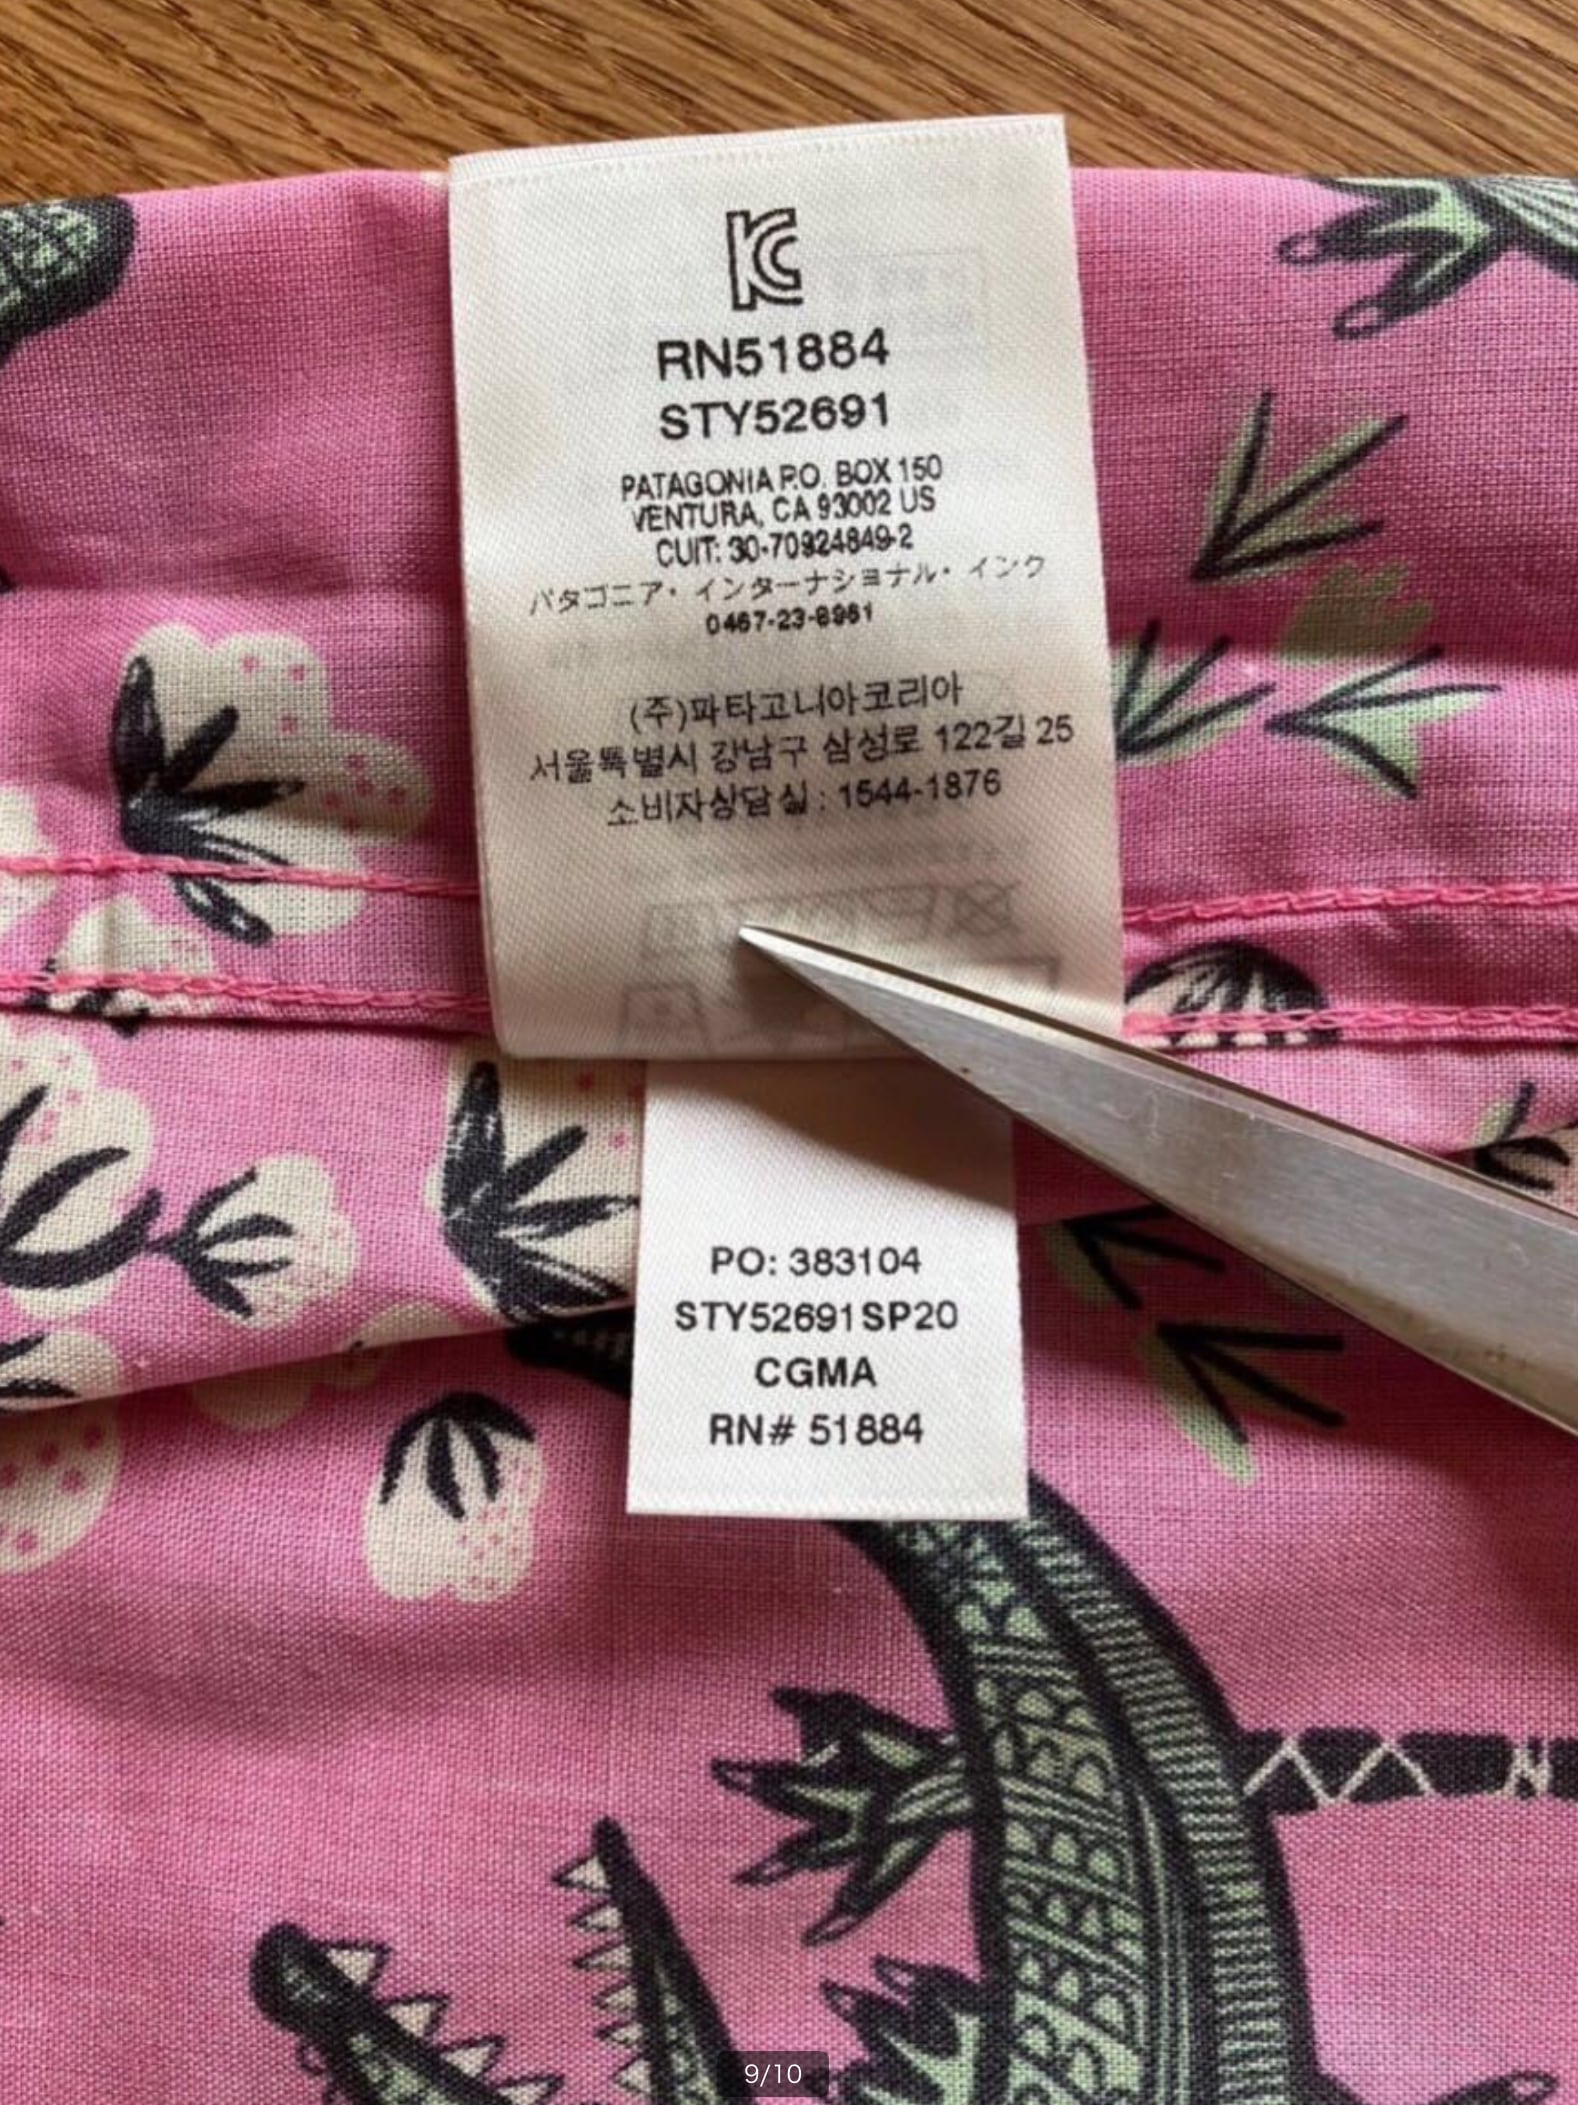 KC
RN51884
STY52691
PATAGONIA P.O. BOX 150
VENTURA, CA 93002 US
CUIT: 30-70924849-2
パタゴニア・インターナショナル・インク
0467-23-8961
(주)파타고니아코리아
서울특별시 강남구 삼성로 122길 25
소비자상담실 : 1544-1876
PO: 383104
STY52691SP20
CGMA
RN# 51884
9/10